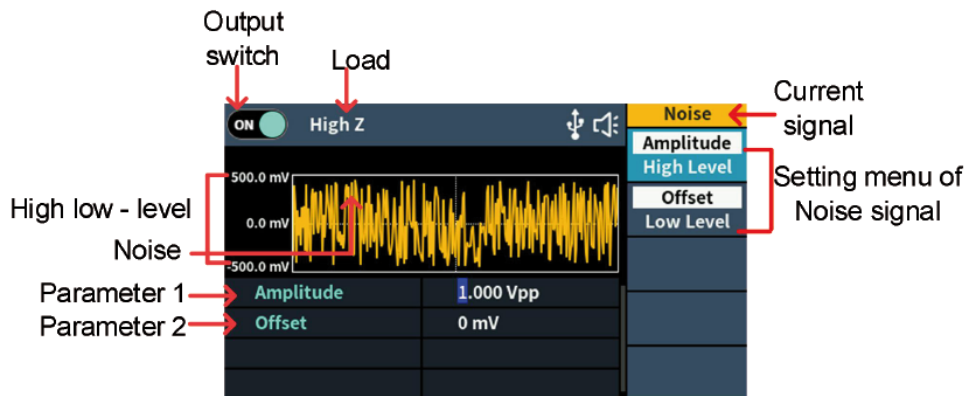 Output
switch
Load
ON
High Z
Noise
Current
signal
Amplitude
High Level
Offset
Low Level
Setting menu of
Noise signal
500.0 mV
0.0 mV
-500.0 mV
High low - level
Noise
Parameter 1
Amplitude
1.000 Vpp
Parameter 2
Offset
0 mV